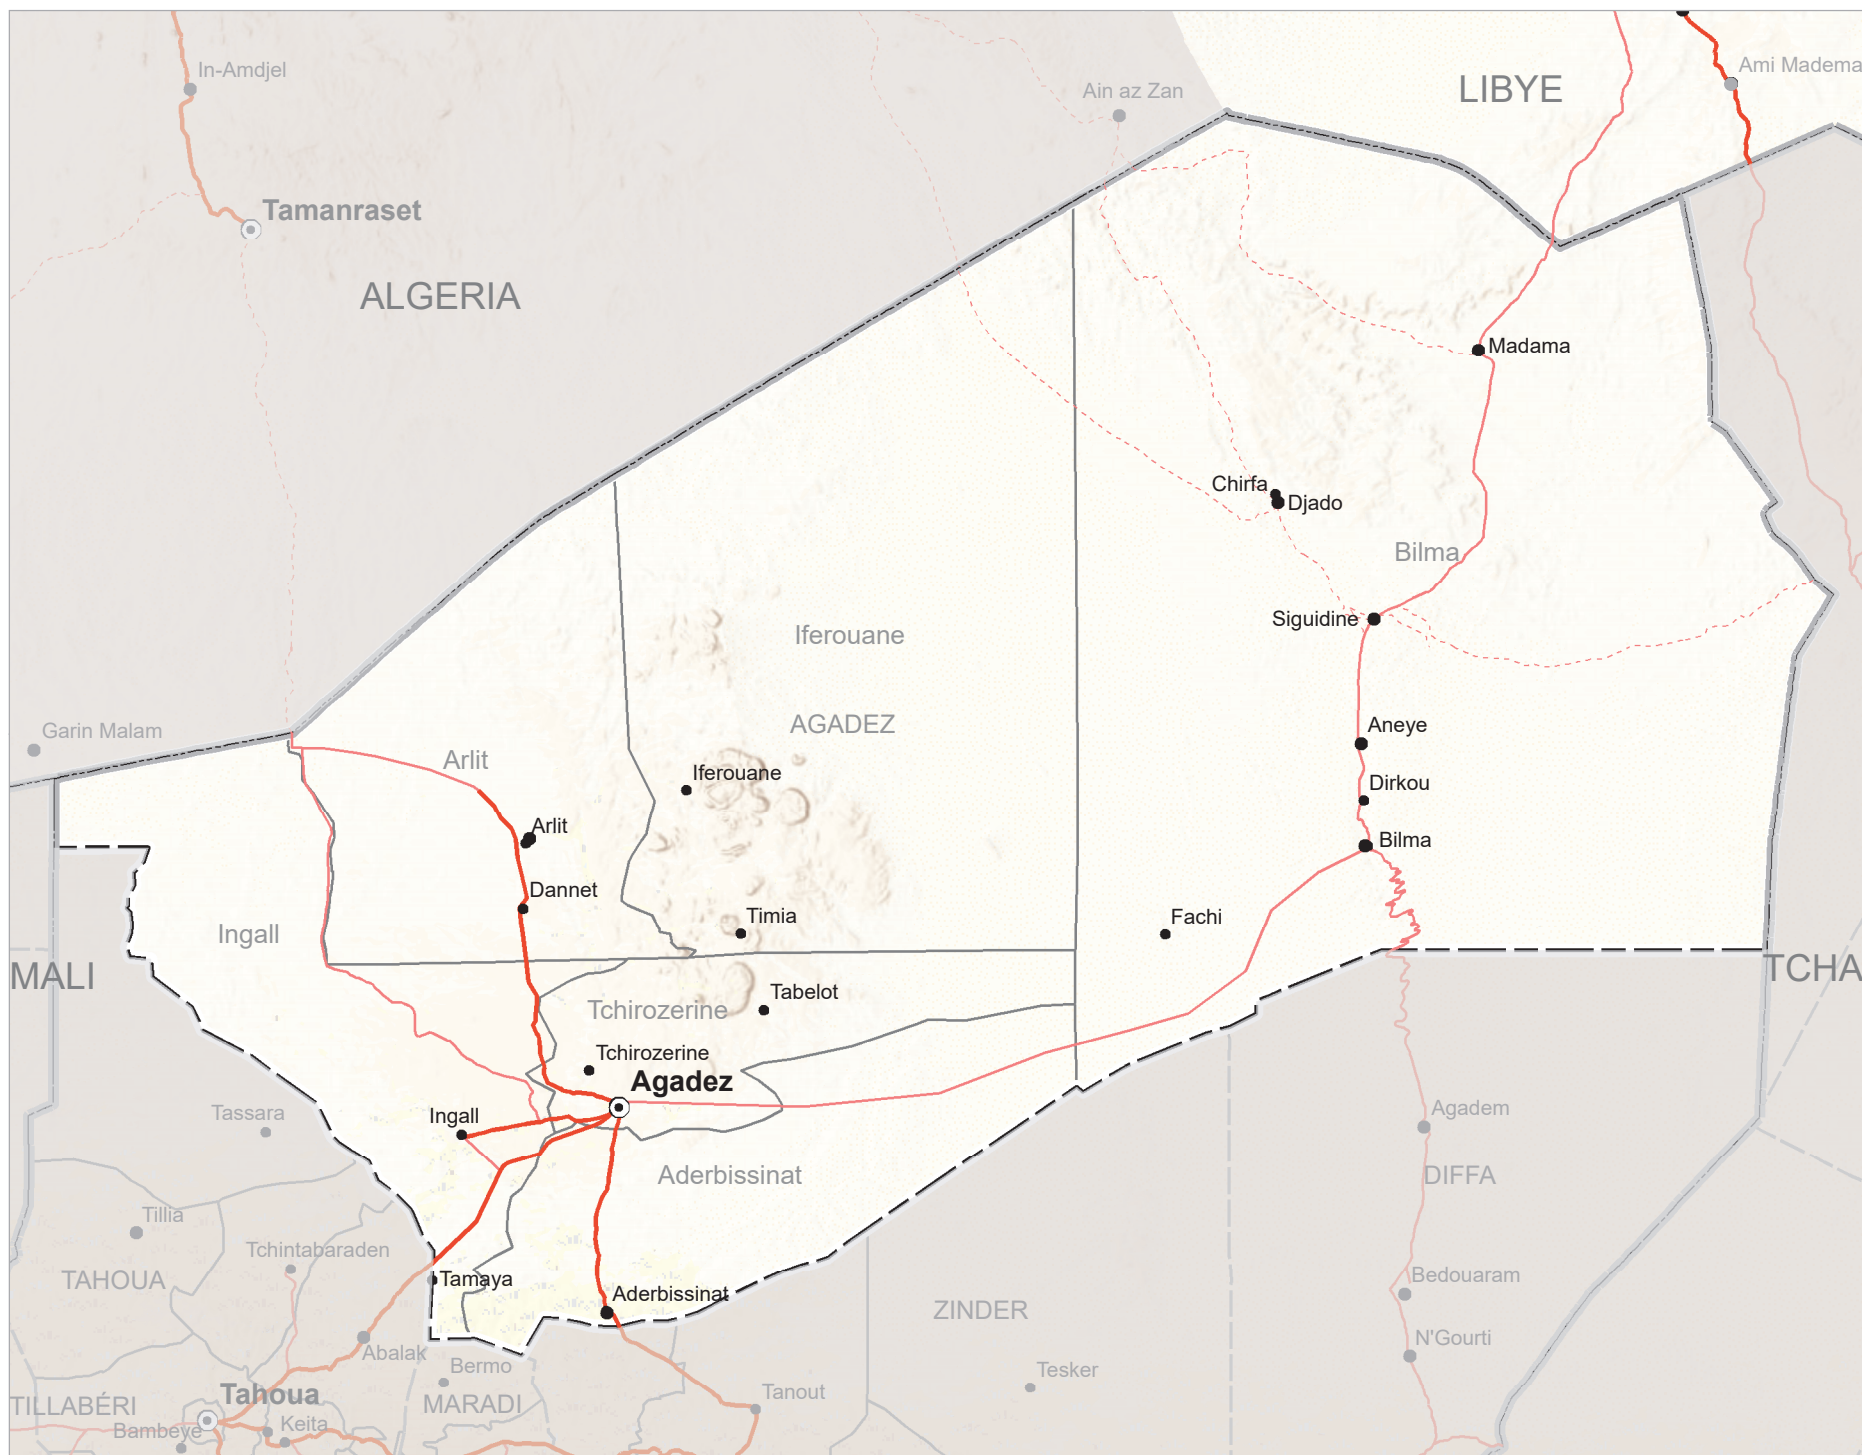 In-Amdjel
Ami Madema
Ain az Zan
LIBYE
Tamanraset
ALGERIA
Madama
Chirfa
Djado
Bilma
Siguidine
Iferouane
AGADEZ
Aneye
Garin Malam
Arlit
Iferouane
Dirkou
Arlit
Bilma
Dannet
Timia
Fachi
Ingall
MALI
TCHA
Tabelot
Tchirozerine
Tchirozerine
Agadez
Tassara
Ingall
Agadem
Aderbissinat
DIFFA
Tillia
Tchintabaraden
TAHOUA
Tamaya
Aderbissinat
Bedouaram
ZINDER
N'Gourti
Abalak
Bermo
Tesker
Tahoua
TILLABÉRI
MARADI
Tanout
Bambeye
Keita